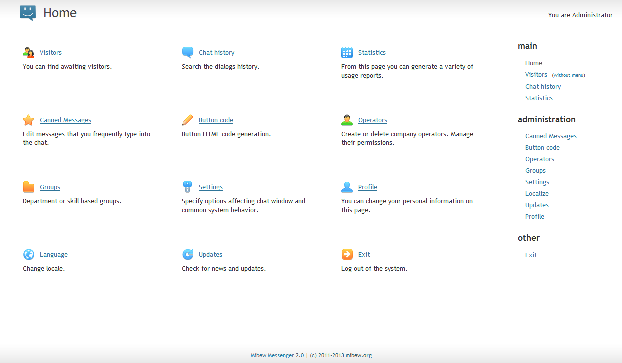 Home
You are Administrator
Visitors
You can find awaiting visitors.
Chat history
Search the dialogs history.
Statistics
From this page you can generate a variety of
usage reports.
Canned Messages
Edit messages that you frequently type into
the chat.
Button code
Button HTML code generation.
Operators
Create or delete company operators. Manage
their permissions.
Groups
Department or skill based groups.
Settings
Specify options affecting chat window and
common system behavior.
Profile
You can change your personal information on
this page.
Language
Change locale.
Updates
Check for news and updates.
Exit
Log out of the system.
main
Home
Visitors (without menu)
Chat history
Statistics
administration
Canned Messages
Button code
Operators
Groups
Settings
Localize
Updates
Profile
other
Exit
Mibew Messenger 2.0 | (c) 2011-2013 mibew.org